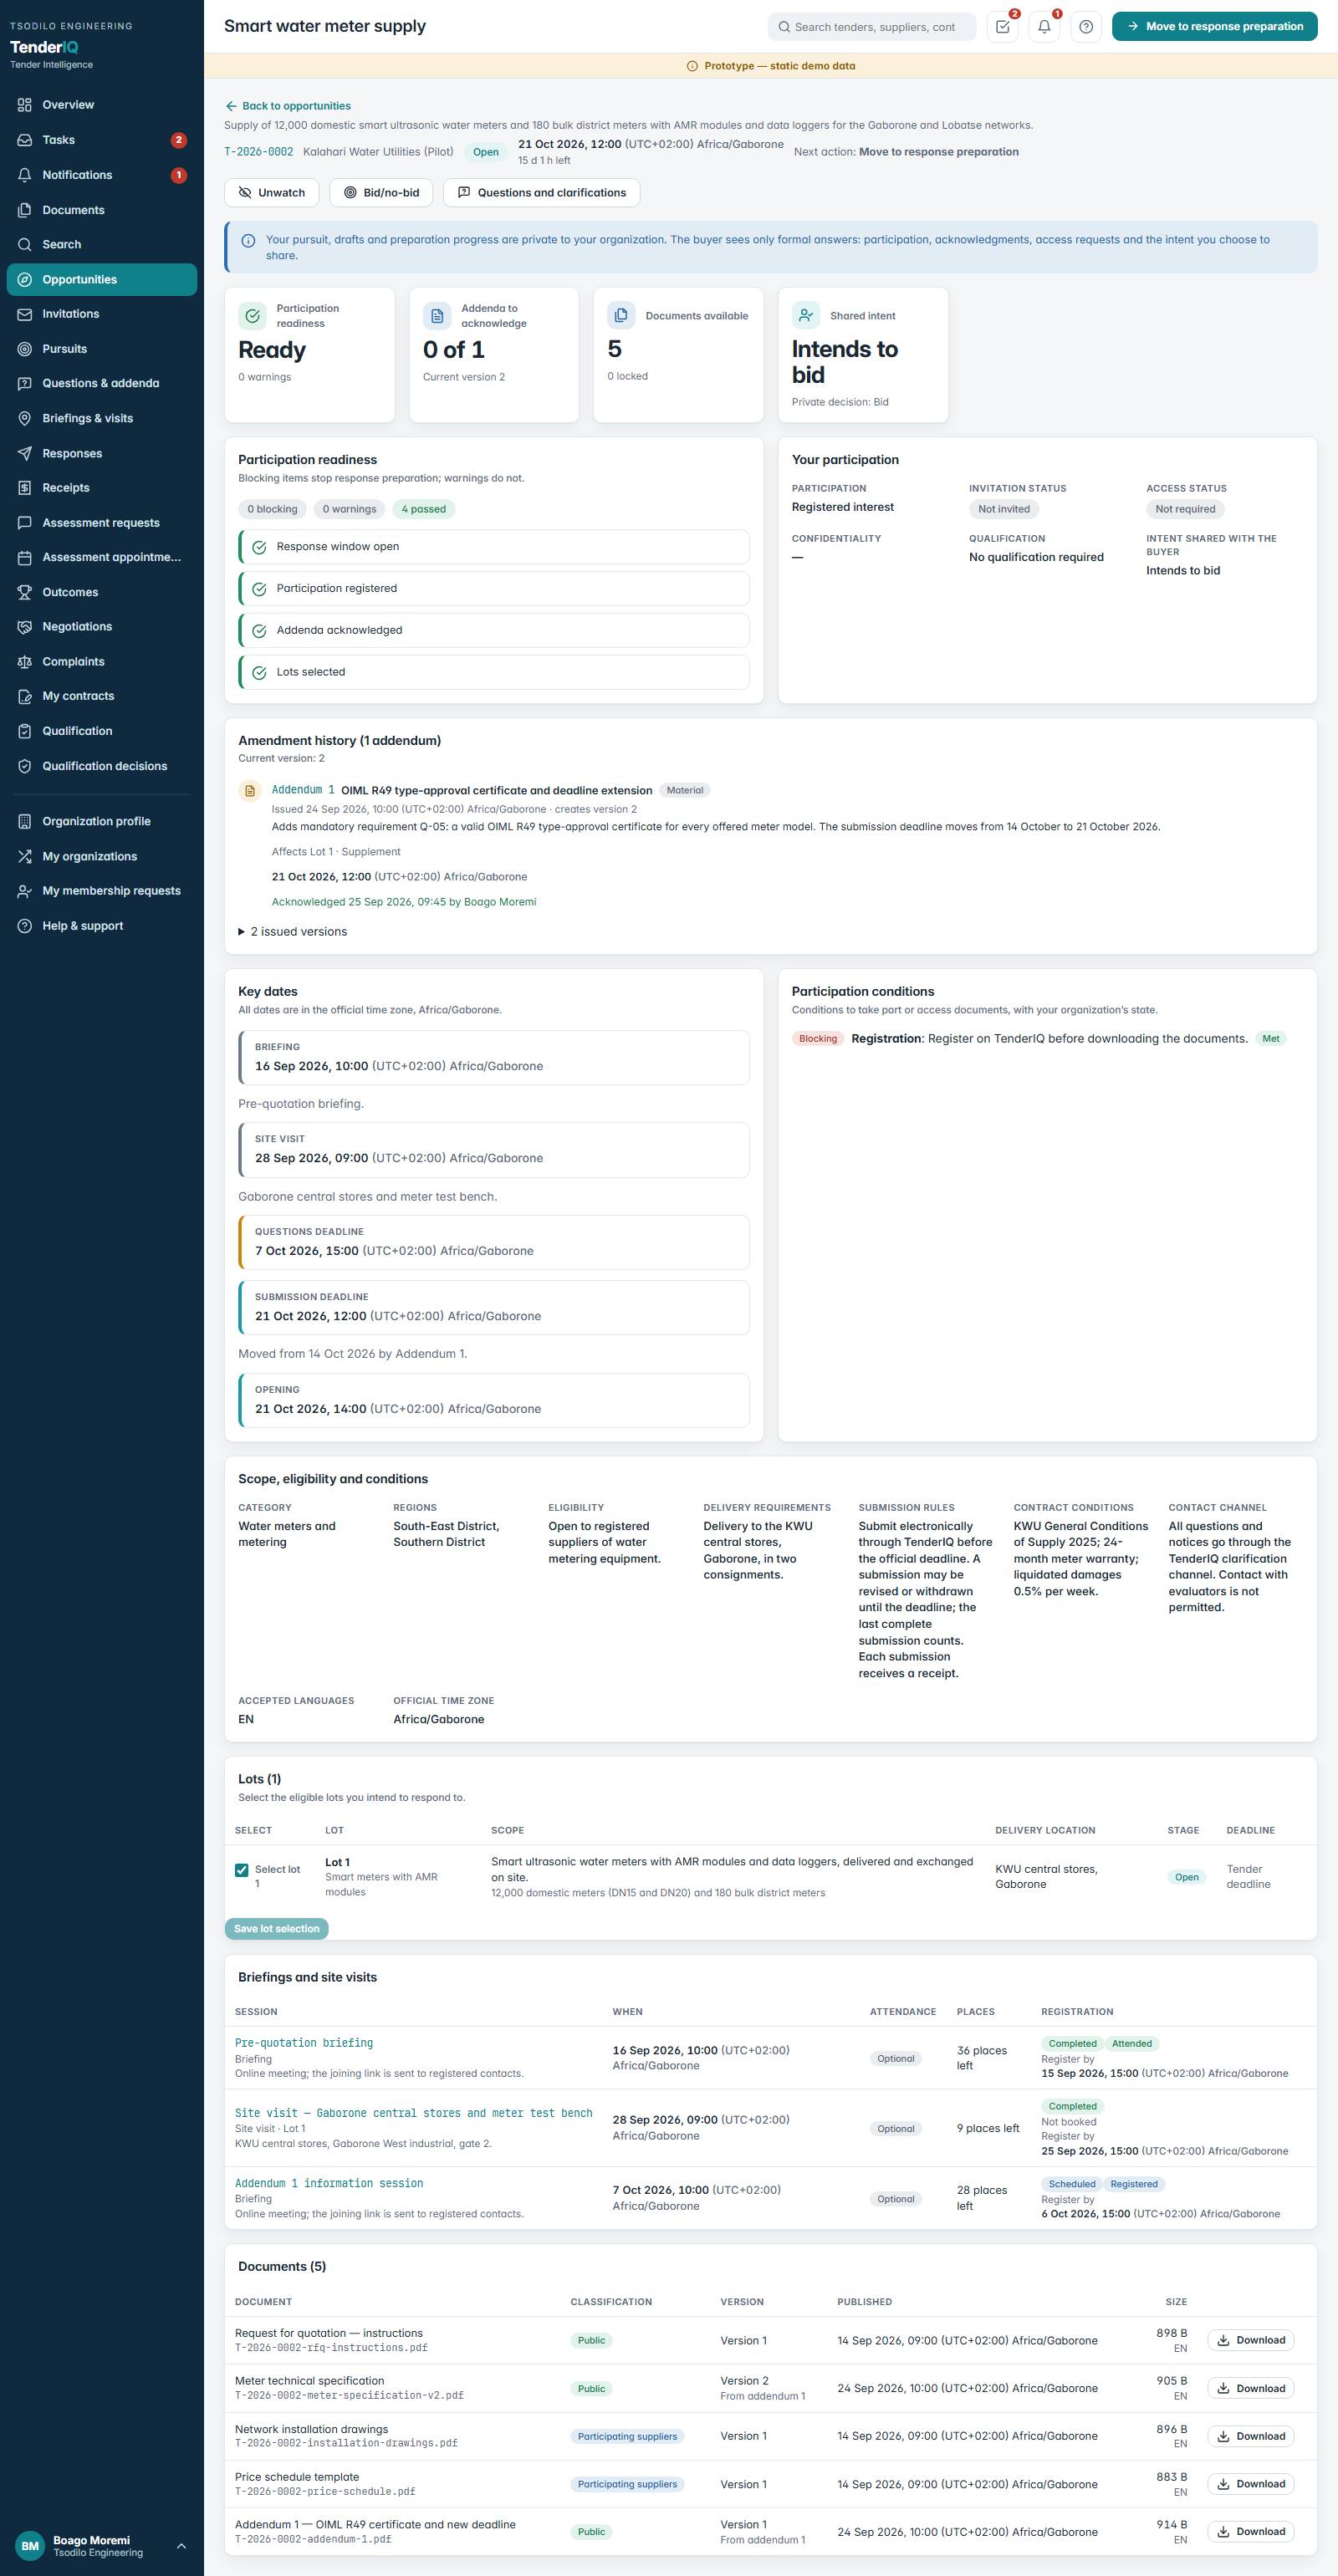 TSODILO ENGINEERING
TenderIQ
Tender Intelligence
Overview
Tasks 2
Notifications 1
Documents
Search
Opportunities
Invitations
Pursuits
Questions & addenda
Briefings & visits
Responses
Receipts
Assessment requests
Assessment appointme...
Outcomes
Negotiations
Complaints
My contracts
Qualification
Qualification decisions
Organization profile
My organizations
My membership requests
Help & support
BM
Boago Moremi
Tsodilo Engineering
Smart water meter supply
Search tenders, suppliers, cont
2
1
Move to response preparation
Prototype — static demo data
Back to opportunities
Supply of 12,000 domestic smart ultrasonic water meters and 180 bulk district meters with AMR modules and data loggers for the Gaborone and Lobatse networks.
T-2026-0002 Kalahari Water Utilities (Pilot) Open 21 Oct 2026, 12:00 (UTC+02:00) Africa/Gaborone Next action: Move to response preparation
15 d 1 h left
Unwatch Bid/no-bid Questions and clarifications
Your pursuit, drafts and preparation progress are private to your organization. The buyer sees only formal answers: participation, acknowledgments, access requests and the intent you choose to
share.
Participation
readiness
Ready
0 warnings
Addenda to
acknowledge
0 of 1
Current version 2
Documents available
5
0 locked
Shared intent
Intends to
bid
Private decision: Bid
Participation readiness
Blocking items stop response preparation; warnings do not.
0 blocking 0 warnings 4 passed
Response window open
Participation registered
Addenda acknowledged
Lots selected
Your participation
PARTICIPATION
Registered interest
INVITATION STATUS
Not invited
ACCESS STATUS
Not required
CONFIDENTIALITY
—
QUALIFICATION
No qualification required
INTENT SHARED WITH THE
BUYER
Intends to bid
Amendment history (1 addendum)
Current version: 2
Addendum 1 OIML R49 type-approval certificate and deadline extension Material
Issued 24 Sep 2026, 10:00 (UTC+02:00) Africa/Gaborone · creates version 2
Adds mandatory requirement Q-05: a valid OIML R49 type-approval certificate for every offered meter model. The submission deadline moves from 14 October to 21 October 2026.
Affects Lot 1 · Supplement
21 Oct 2026, 12:00 (UTC+02:00) Africa/Gaborone
Acknowledged 25 Sep 2026, 09:45 by Boago Moremi
2 issued versions
Key dates
All dates are in the official time zone, Africa/Gaborone.
BRIEFING
16 Sep 2026, 10:00 (UTC+02:00) Africa/Gaborone
Pre-quotation briefing.
SITE VISIT
28 Sep 2026, 09:00 (UTC+02:00) Africa/Gaborone
Gaborone central stores and meter test bench.
QUESTIONS DEADLINE
7 Oct 2026, 15:00 (UTC+02:00) Africa/Gaborone
SUBMISSION DEADLINE
21 Oct 2026, 12:00 (UTC+02:00) Africa/Gaborone
Moved from 14 Oct 2026 by Addendum 1.
OPENING
21 Oct 2026, 14:00 (UTC+02:00) Africa/Gaborone
Participation conditions
Conditions to take part or access documents, with your organization's state.
Blocking Registration: Register on TenderIQ before downloading the documents. Met
Scope, eligibility and conditions
CATEGORY
Water meters and
metering
REGIONS
South-East District,
Southern District
ELIGIBILITY
Open to registered
suppliers of water
metering equipment.
DELIVERY REQUIREMENTS
Delivery to the KWU
central stores,
Gaborone, in two
consignments.
SUBMISSION RULES
Submit electronically
through TenderIQ before
the official deadline. A
submission may be
revised or withdrawn
until the deadline; the
last complete
submission counts.
Each submission
receives a receipt.
CONTRACT CONDITIONS
KWU General Conditions
of Supply 2025; 24-
month meter warranty;
liquidated damages
0.5% per week.
CONTACT CHANNEL
All questions and
notices go through the
TenderIQ clarification
channel. Contact with
evaluators is not
permitted.
ACCEPTED LANGUAGES
EN
OFFICIAL TIME ZONE
Africa/Gaborone
Lots (1)
Select the eligible lots you intend to respond to.
SELECT LOT SCOPE DELIVERY LOCATION STAGE DEADLINE
Select lot
1
Lot 1
Smart meters with AMR
modules
Smart ultrasonic water meters with AMR modules and data loggers, delivered and exchanged
on site.
12,000 domestic meters (DN15 and DN20) and 180 bulk district meters
KWU central stores,
Gaborone
Open
Tender
deadline
Save lot selection
Briefings and site visits
SESSION WHEN ATTENDANCE PLACES REGISTRATION
Pre-quotation briefing
Briefing
Online meeting; the joining link is sent to registered contacts.
16 Sep 2026, 10:00 (UTC+02:00)
Africa/Gaborone
Optional
36 places
left
Completed Attended
Register by
15 Sep 2026, 15:00 (UTC+02:00) Africa/Gaborone
Site visit — Gaborone central stores and meter test bench
Site visit · Lot 1
KWU central stores, Gaborone West industrial, gate 2.
28 Sep 2026, 09:00 (UTC+02:00)
Africa/Gaborone
Optional
9 places left
Completed
Not booked
Register by
25 Sep 2026, 15:00 (UTC+02:00) Africa/Gaborone
Addendum 1 information session
Briefing
Online meeting; the joining link is sent to registered contacts.
7 Oct 2026, 10:00 (UTC+02:00)
Africa/Gaborone
Optional
28 places
left
Scheduled Registered
Register by
6 Oct 2026, 15:00 (UTC+02:00) Africa/Gaborone
Documents (5)
DOCUMENT CLASSIFICATION VERSION PUBLISHED SIZE
Request for quotation — instructions
T-2026-0002-rfq-instructions.pdf
Public
Version 1
14 Sep 2026, 09:00 (UTC+02:00) Africa/Gaborone
898 B
EN
Download
Meter technical specification
T-2026-0002-meter-specification-v2.pdf
Public
Version 2
From addendum 1
24 Sep 2026, 10:00 (UTC+02:00) Africa/Gaborone
905 B
EN
Download
Network installation drawings
T-2026-0002-installation-drawings.pdf
Participating suppliers
Version 1
14 Sep 2026, 09:00 (UTC+02:00) Africa/Gaborone
896 B
EN
Download
Price schedule template
T-2026-0002-price-schedule.pdf
Participating suppliers
Version 1
14 Sep 2026, 09:00 (UTC+02:00) Africa/Gaborone
883 B
EN
Download
Addendum 1 — OIML R49 certificate and new deadline
T-2026-0002-addendum-1.pdf
Public
Version 1
From addendum 1
24 Sep 2026, 10:00 (UTC+02:00) Africa/Gaborone
914 B
EN
Download